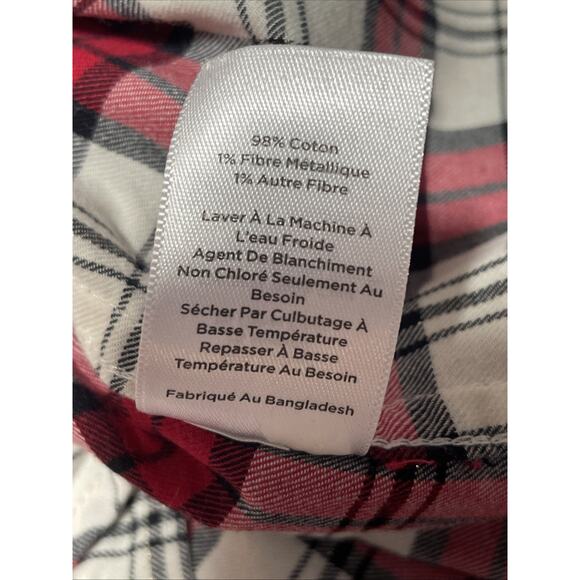 98% Coton
1% Fibre Métallique
1% Autre Fibre
Laver À La Machine À
L'eau Froide
Agent De Blanchiment
Non Chloré Seulement Au
Besoin
Sécher Par Culbutage À
Basse Température
Repasser À Basse
Température Au Besoin
Fabriqué Au Bangladesh